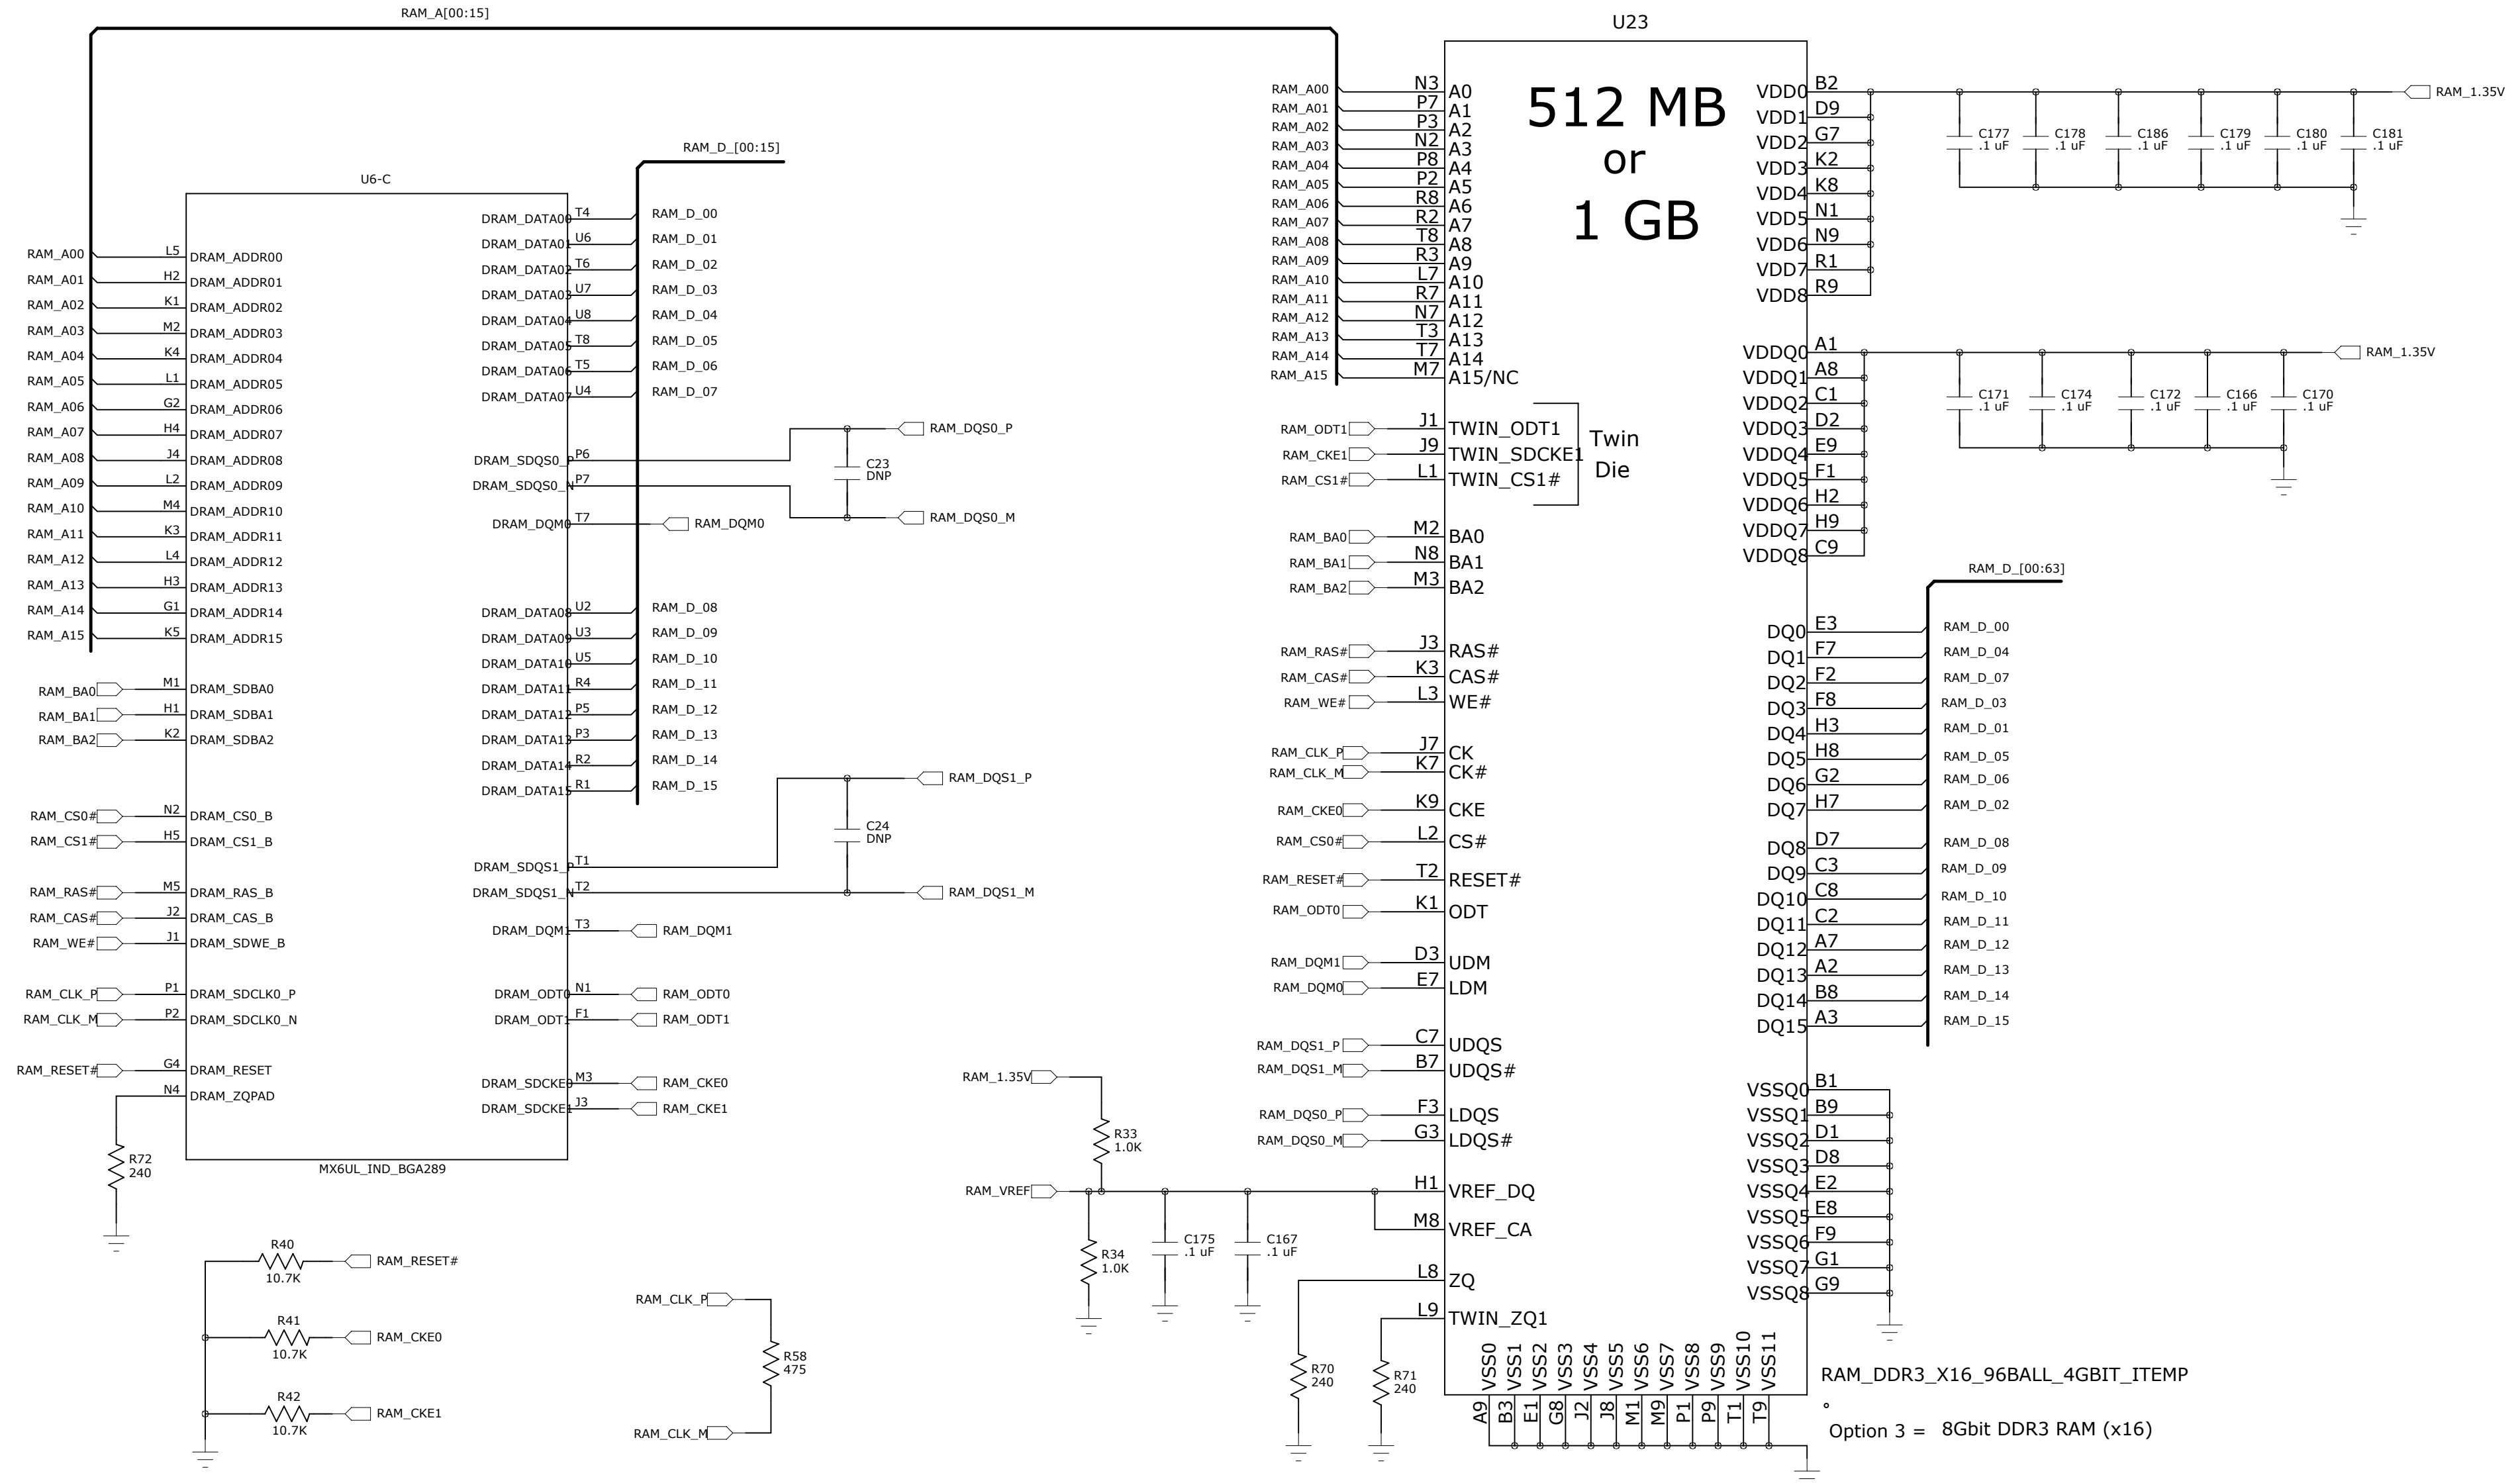 RAM_A[00:15]
U6-C
RAM_D_[00:15]
RAM_A00 L5 DRAM_ADDR00
RAM_A01 H2 DRAM_ADDR01
RAM_A02 K1 DRAM_ADDR02
RAM_A03 M2 DRAM_ADDR03
RAM_A04 K4 DRAM_ADDR04
RAM_A05 L1 DRAM_ADDR05
RAM_A06 G2 DRAM_ADDR06
RAM_A07 H4 DRAM_ADDR07
RAM_A08 J4 DRAM_ADDR08
RAM_A09 L2 DRAM_ADDR09
RAM_A10 M4 DRAM_ADDR10
RAM_A11 K3 DRAM_ADDR11
RAM_A12 L4 DRAM_ADDR12
RAM_A13 H3 DRAM_ADDR13
RAM_A14 G1 DRAM_ADDR14
RAM_A15 K5 DRAM_ADDR15
RAM_BA0 M1 DRAM_SDBA0
RAM_BA1 H1 DRAM_SDBA1
RAM_BA2 K2 DRAM_SDBA2
RAM_CS0# N2 DRAM_CS0_B
RAM_CS1# H5 DRAM_CS1_B
RAM_RAS# M5 DRAM_RAS_B
RAM_CAS# J2 DRAM_CAS_B
RAM_WE# J1 DRAM_SDWE_B
RAM_CLK_P P1 DRAM_SDCLK0_P
RAM_CLK_M P2 DRAM_SDCLK0_N
RAM_RESET# G4 DRAM_RESET
N4 DRAM_ZQPAD
R72
240
MX6UL_IND_BGA289
DRAM_DATA00 T4 RAM_D_00
DRAM_DATA01 U6 RAM_D_01
DRAM_DATA02 T6 RAM_D_02
DRAM_DATA03 U7 RAM_D_03
DRAM_DATA04 U8 RAM_D_04
DRAM_DATA05 T8 RAM_D_05
DRAM_DATA06 T5 RAM_D_06
DRAM_DATA07 U4 RAM_D_07
DRAM_SDQS0_P P6 RAM_DQS0_P
C23
DNP
DRAM_SDQS0_N P7 RAM_DQS0_M
DRAM_DQM0 T7 RAM_DQM0
DRAM_DATA08 U2 RAM_D_08
DRAM_DATA09 U3 RAM_D_09
DRAM_DATA10 U5 RAM_D_10
DRAM_DATA11 R4 RAM_D_11
DRAM_DATA12 P5 RAM_D_12
DRAM_DATA13 P3 RAM_D_13
DRAM_DATA14 R2 RAM_D_14
DRAM_DATA15 R1 RAM_D_15
DRAM_SDQS1_P T1 RAM_DQS1_P
C24
DNP
DRAM_SDQS1_N T2 RAM_DQS1_M
DRAM_DQM1 T3 RAM_DQM1
DRAM_ODT0 N1 RAM_ODT0
DRAM_ODT1 F1 RAM_ODT1
DRAM_SDCKE0 M3 RAM_CKE0
DRAM_SDCKE1 J3 RAM_CKE1
R40
10.7K
RAM_RESET#
R41
10.7K
RAM_CKE0
R42
10.7K
RAM_CKE1
RAM_CLK_P
R58
475
RAM_CLK_M
U23
512 MB
or
1 GB
RAM_A00 N3 A0
RAM_A01 P7 A1
RAM_A02 P3 A2
RAM_A03 N2 A3
RAM_A04 P8 A4
RAM_A05 P2 A5
RAM_A06 R8 A6
RAM_A07 R2 A7
RAM_A08 T8 A8
RAM_A09 R3 A9
RAM_A10 L7 A10
RAM_A11 R7 A11
RAM_A12 N7 A12
RAM_A13 T3 A13
RAM_A14 T7 A14
RAM_A15 M7 A15/NC
RAM_ODT1 J1 TWIN_ODT1
RAM_CKE1 J9 TWIN_SDCKE1
RAM_CS1# L1 TWIN_CS1#
Twin
Die
RAM_BA0 M2 BA0
RAM_BA1 N8 BA1
RAM_BA2 M3 BA2
RAM_RAS# J3 RAS#
RAM_CAS# K3 CAS#
RAM_WE# L3 WE#
RAM_CLK_P J7 CK
RAM_CLK_M K7 CK#
RAM_CKE0 K9 CKE
RAM_CS0# L2 CS#
RAM_RESET# T2 RESET#
RAM_ODT0 K1 ODT
RAM_DQM1 D3 UDM
RAM_DQM0 E7 LDM
RAM_DQS1_P C7 UDQS
RAM_DQS1_M B7 UDQS#
RAM_DQS0_P F3 LDQS
RAM_DQS0_M G3 LDQS#
RAM_1.35V
R33
1.0K
RAM_VREF H1 VREF_DQ
M8 VREF_CA
R34
1.0K
C175
.1 uF
C167
.1 uF
L8 ZQ
L9 TWIN_ZQ1
R70
240
R71
240
VDD0 B2 RAM_1.35V
VDD1 D9
VDD2 G7
VDD3 K2
VDD4 K8
VDD5 N1
VDD6 N9
VDD7 R1
VDD8 R9
C177 C178 C186 C179 C180 C181
.1 uF .1 uF .1 uF .1 uF .1 uF .1 uF
VDDQ0 A1 RAM_1.35V
VDDQ1 A8
VDDQ2 C1
VDDQ3 D2
VDDQ4 E9
VDDQ5 F1
VDDQ6 H2
VDDQ7 H9
VDDQ8 C9
C171 C174 C172 C166 C170
.1 uF .1 uF .1 uF .1 uF .1 uF
RAM_D_[00:63]
DQ0 E3 RAM_D_00
DQ1 F7 RAM_D_04
DQ2 F2 RAM_D_07
DQ3 F8 RAM_D_03
DQ4 H3 RAM_D_01
DQ5 H8 RAM_D_05
DQ6 G2 RAM_D_06
DQ7 H7 RAM_D_02
DQ8 D7 RAM_D_08
DQ9 C3 RAM_D_09
DQ10 C8 RAM_D_10
DQ11 C2 RAM_D_11
DQ12 A7 RAM_D_12
DQ13 A2 RAM_D_13
DQ14 B8 RAM_D_14
DQ15 A3 RAM_D_15
VSSQ0 B1
VSSQ1 B9
VSSQ2 D1
VSSQ3 D8
VSSQ4 E2
VSSQ5 E8
VSSQ6 F9
VSSQ7 G1
VSSQ8 G9
VSS0 VSS1 VSS2 VSS3 VSS4 VSS5 VSS6 VSS7 VSS8 VSS9 VSS10 VSS11
A9 B3 E1 G8 J2 J8 M1 M9 P1 P9 T1 T9
RAM_DDR3_X16_96BALL_4GBIT_ITEMP
Option 3 = 8Gbit DDR3 RAM (x16)